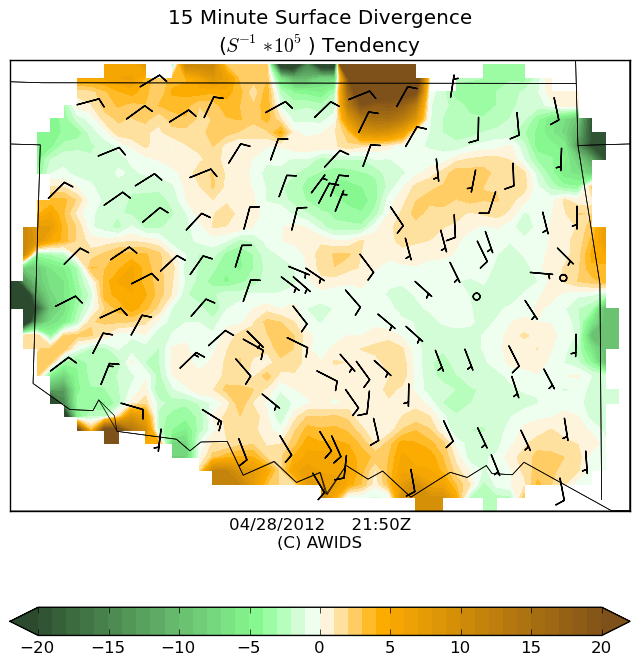 15 Minute Surface Divergence
(S⁻¹ *10⁵ ) Tendency
04/28/2012 21:50Z
(C) AWIDS
−20 −15 −10 −5 0 5 10 15 20